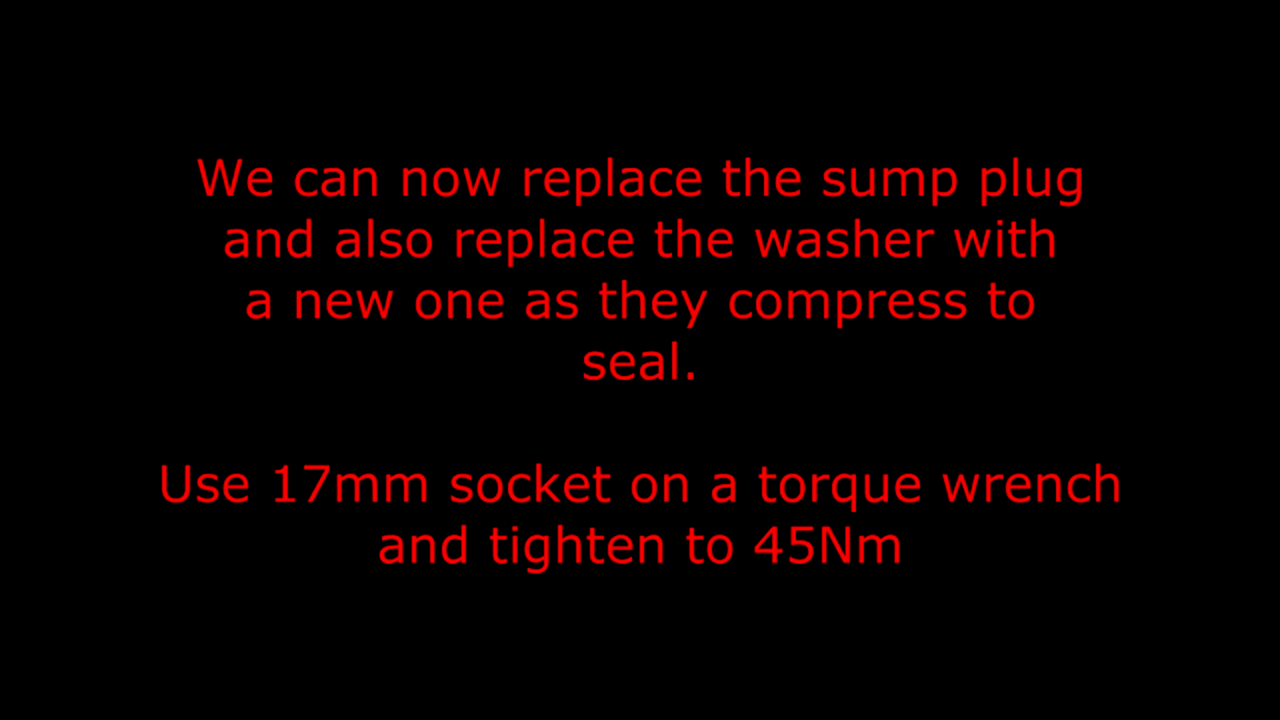 We can now replace the sump plug
and also replace the washer with
a new one as they compress to
seal.
Use 17mm socket on a torque wrench
and tighten to 45Nm